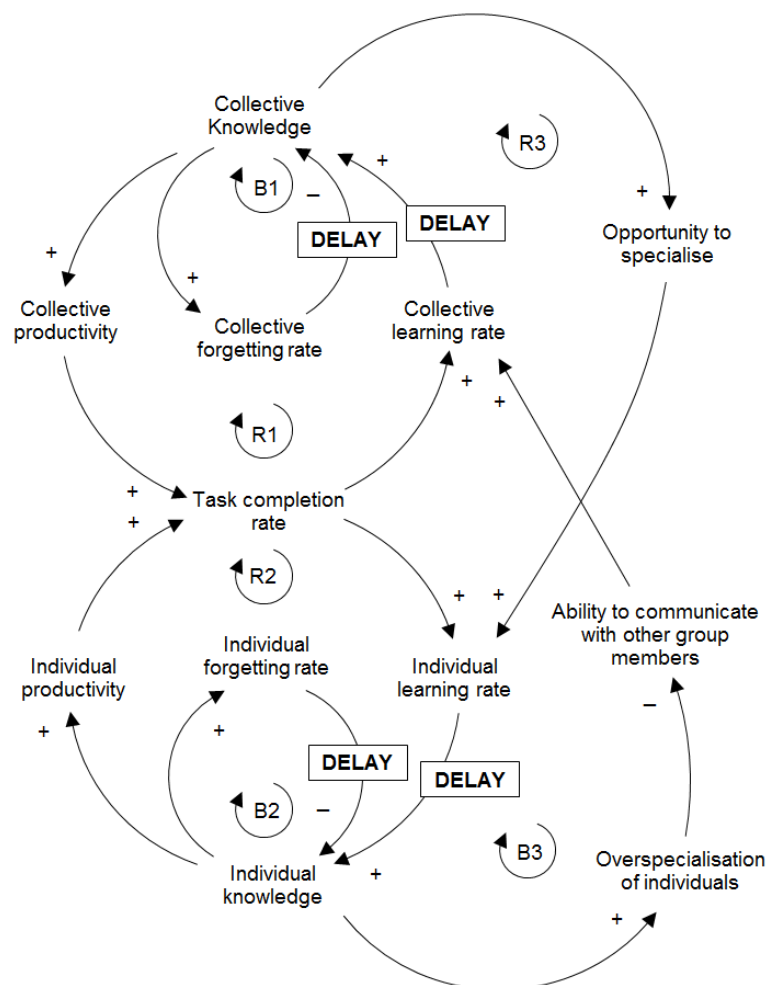 Collective
Knowledge
R3
+
B1
–
+
DELAY
DELAY
Opportunity to
specialise
+
+
Collective
productivity
Collective
forgetting rate
Collective
learning rate
+
+
R1
+
+
Task completion
rate
R2
+
+
Ability to communicate
with other group
members
Individual
forgetting rate
Individual
productivity
Individual
learning rate
–
+
+
DELAY
DELAY
B2
–
B3
Individual
knowledge
+
Overspecialisation
of individuals
+